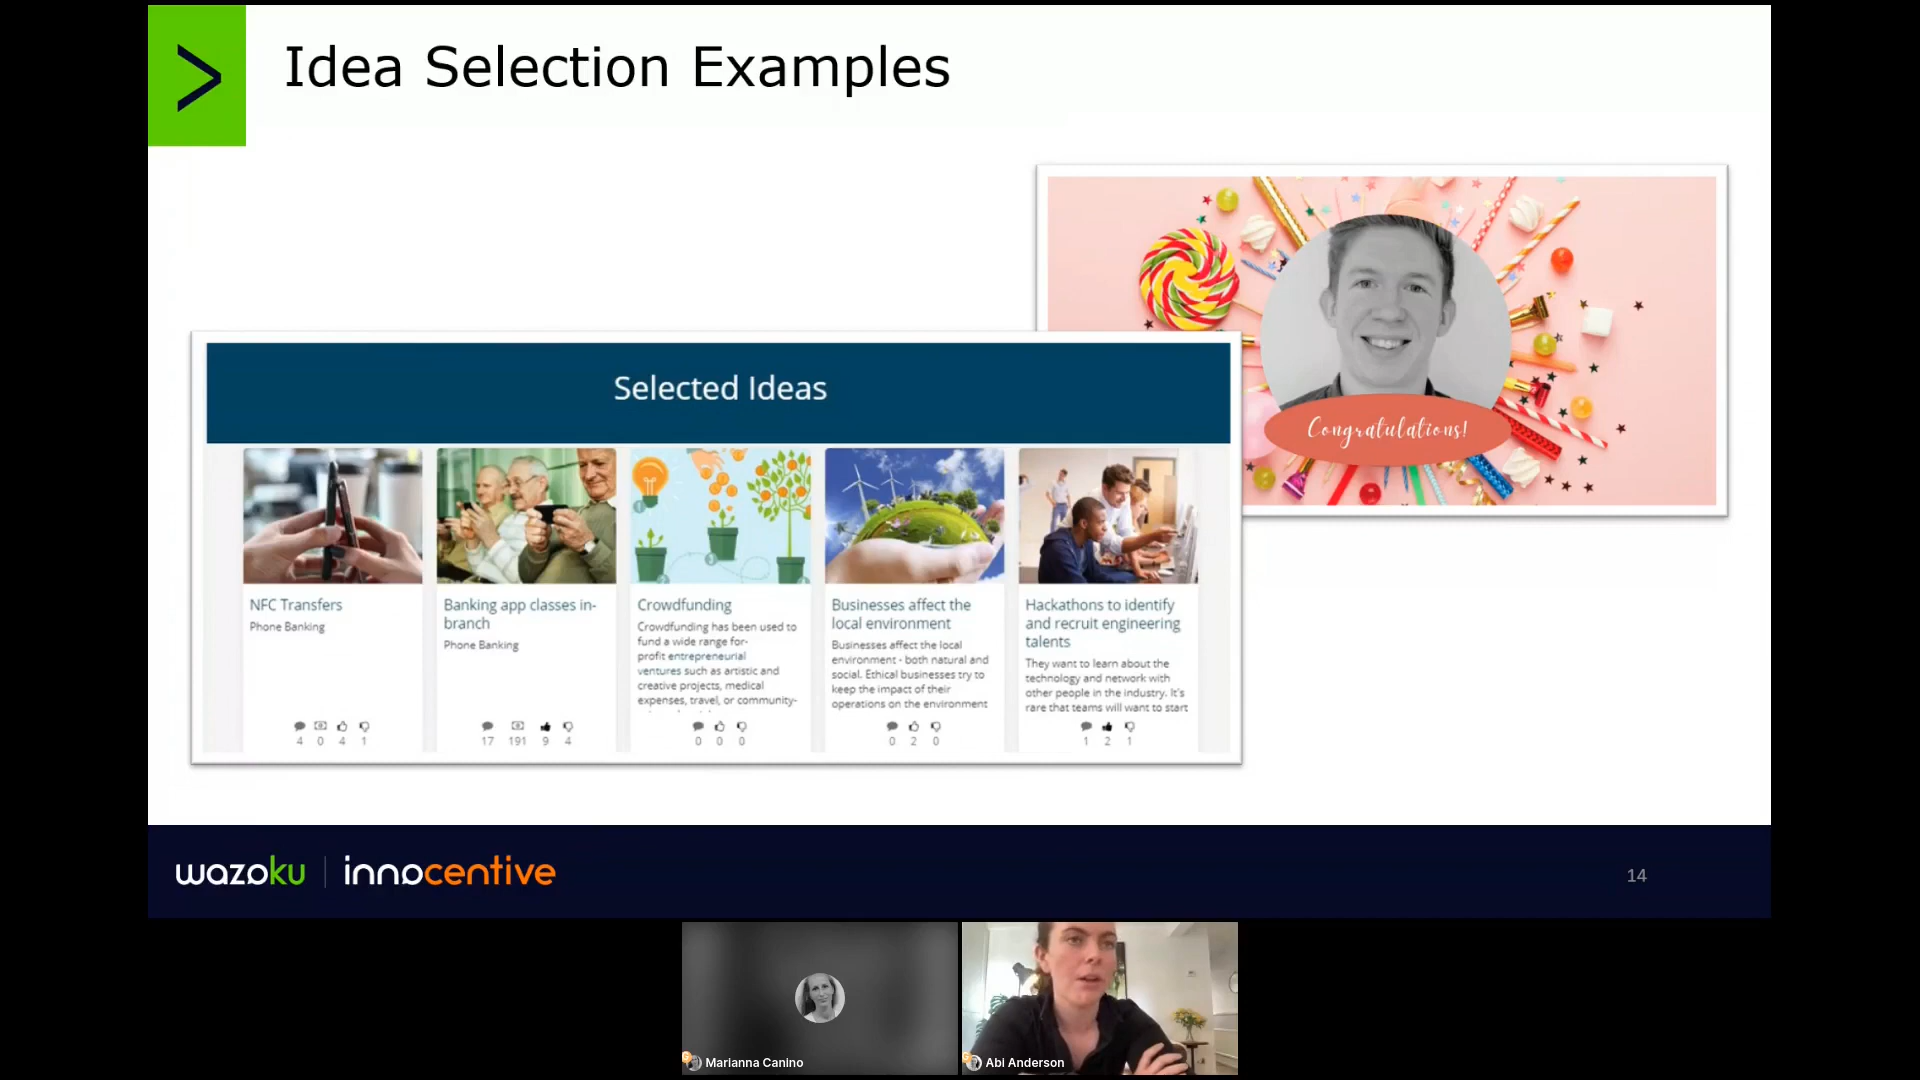 Idea Selection Examples
Congratulations!
Selected Ideas
NFC Transfers
Phone Banking
4 0 4 1
Banking app classes in-
branch
Phone Banking
17 191 9 4
Crowdfunding
Crowdfunding has been used to
fund a wide range for-
profit entrepreneurial
ventures such as artistic and
creative projects, medical
expenses, travel, or community-
0 0 0
Businesses affect the
local environment
Businesses affect the local
environment - both natural and
social. Ethical businesses try to
keep the impact of their
operations on the environment
0 2 0
Hackathons to identify
and recruit engineering
talents
They want to learn about the
technology and network with
other people in the industry. It's
rare that teams will want to start
1 2 1
wazoku | innocentive
14
Marianna Canino
Abi Anderson